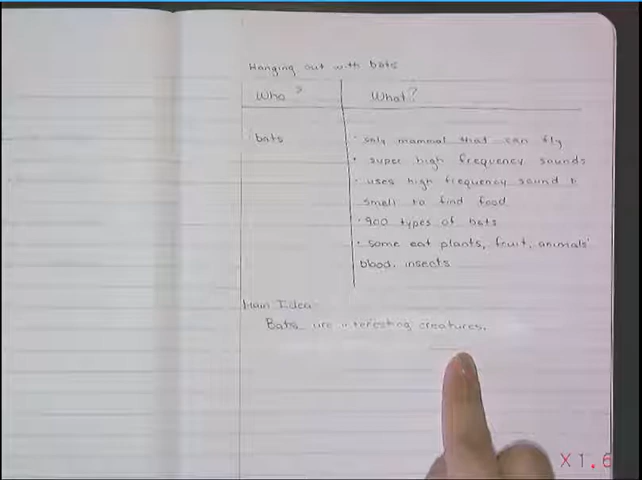 Hanging out with bats
Who?
What?
bats
· only mammal that can fly
· super high frequency sounds
· uses high frequency sound &
smell to find food
· 900 types of bats
· some eat plants, fruit, animals'
blood, insects
Main Idea
Bats are interesting creatures.
X1.6